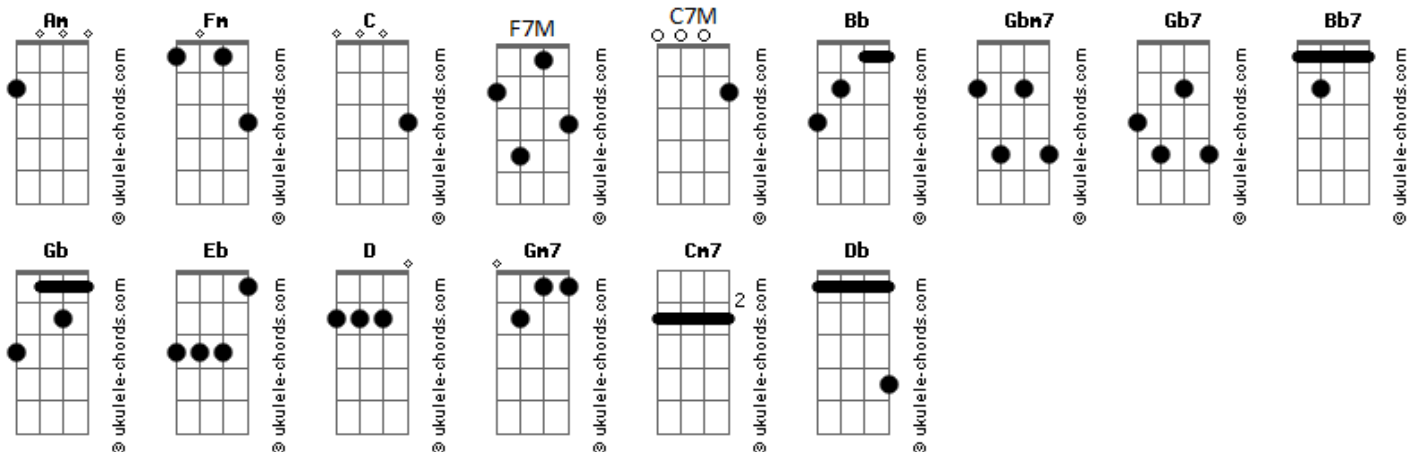 Am Fm C F7M C7M Bb Gbm7 Gb7 Bb7
© ukulele-chords.com © ukulele-chords.com © ukulele-chords.com © ukulele-chords.com © ukulele-chords.com © ukulele-chords.com © ukulele-chords.com © ukulele-chords.com © ukulele-chords.com
Gb Eb D Gm7 Cm7 Db
2
© ukulele-chords.com © ukulele-chords.com © ukulele-chords.com © ukulele-chords.com © ukulele-chords.com © ukulele-chords.com